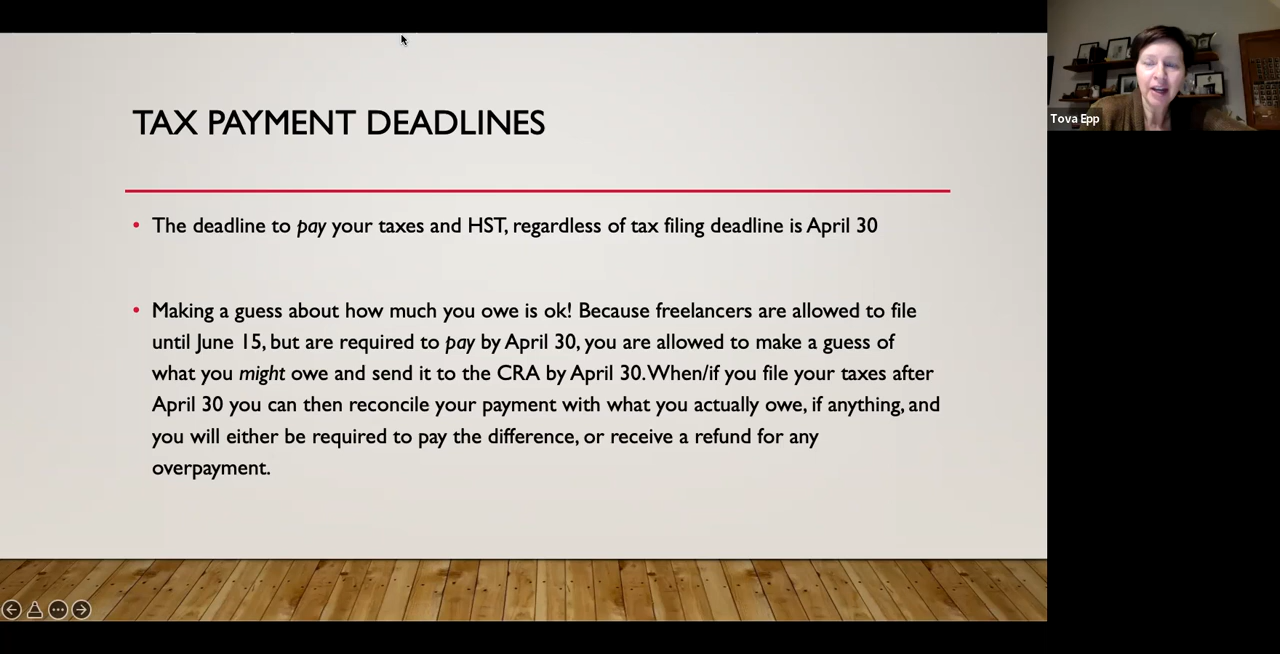 TAX PAYMENT DEADLINES
• The deadline to pay your taxes and HST, regardless of tax filing deadline is April 30
• Making a guess about how much you owe is ok! Because freelancers are allowed to file
until June 15, but are required to pay by April 30, you are allowed to make a guess of
what you might owe and send it to the CRA by April 30. When/if you file your taxes after
April 30 you can then reconcile your payment with what you actually owe, if anything, and
you will either be required to pay the difference, or receive a refund for any
overpayment.
Tova Epp